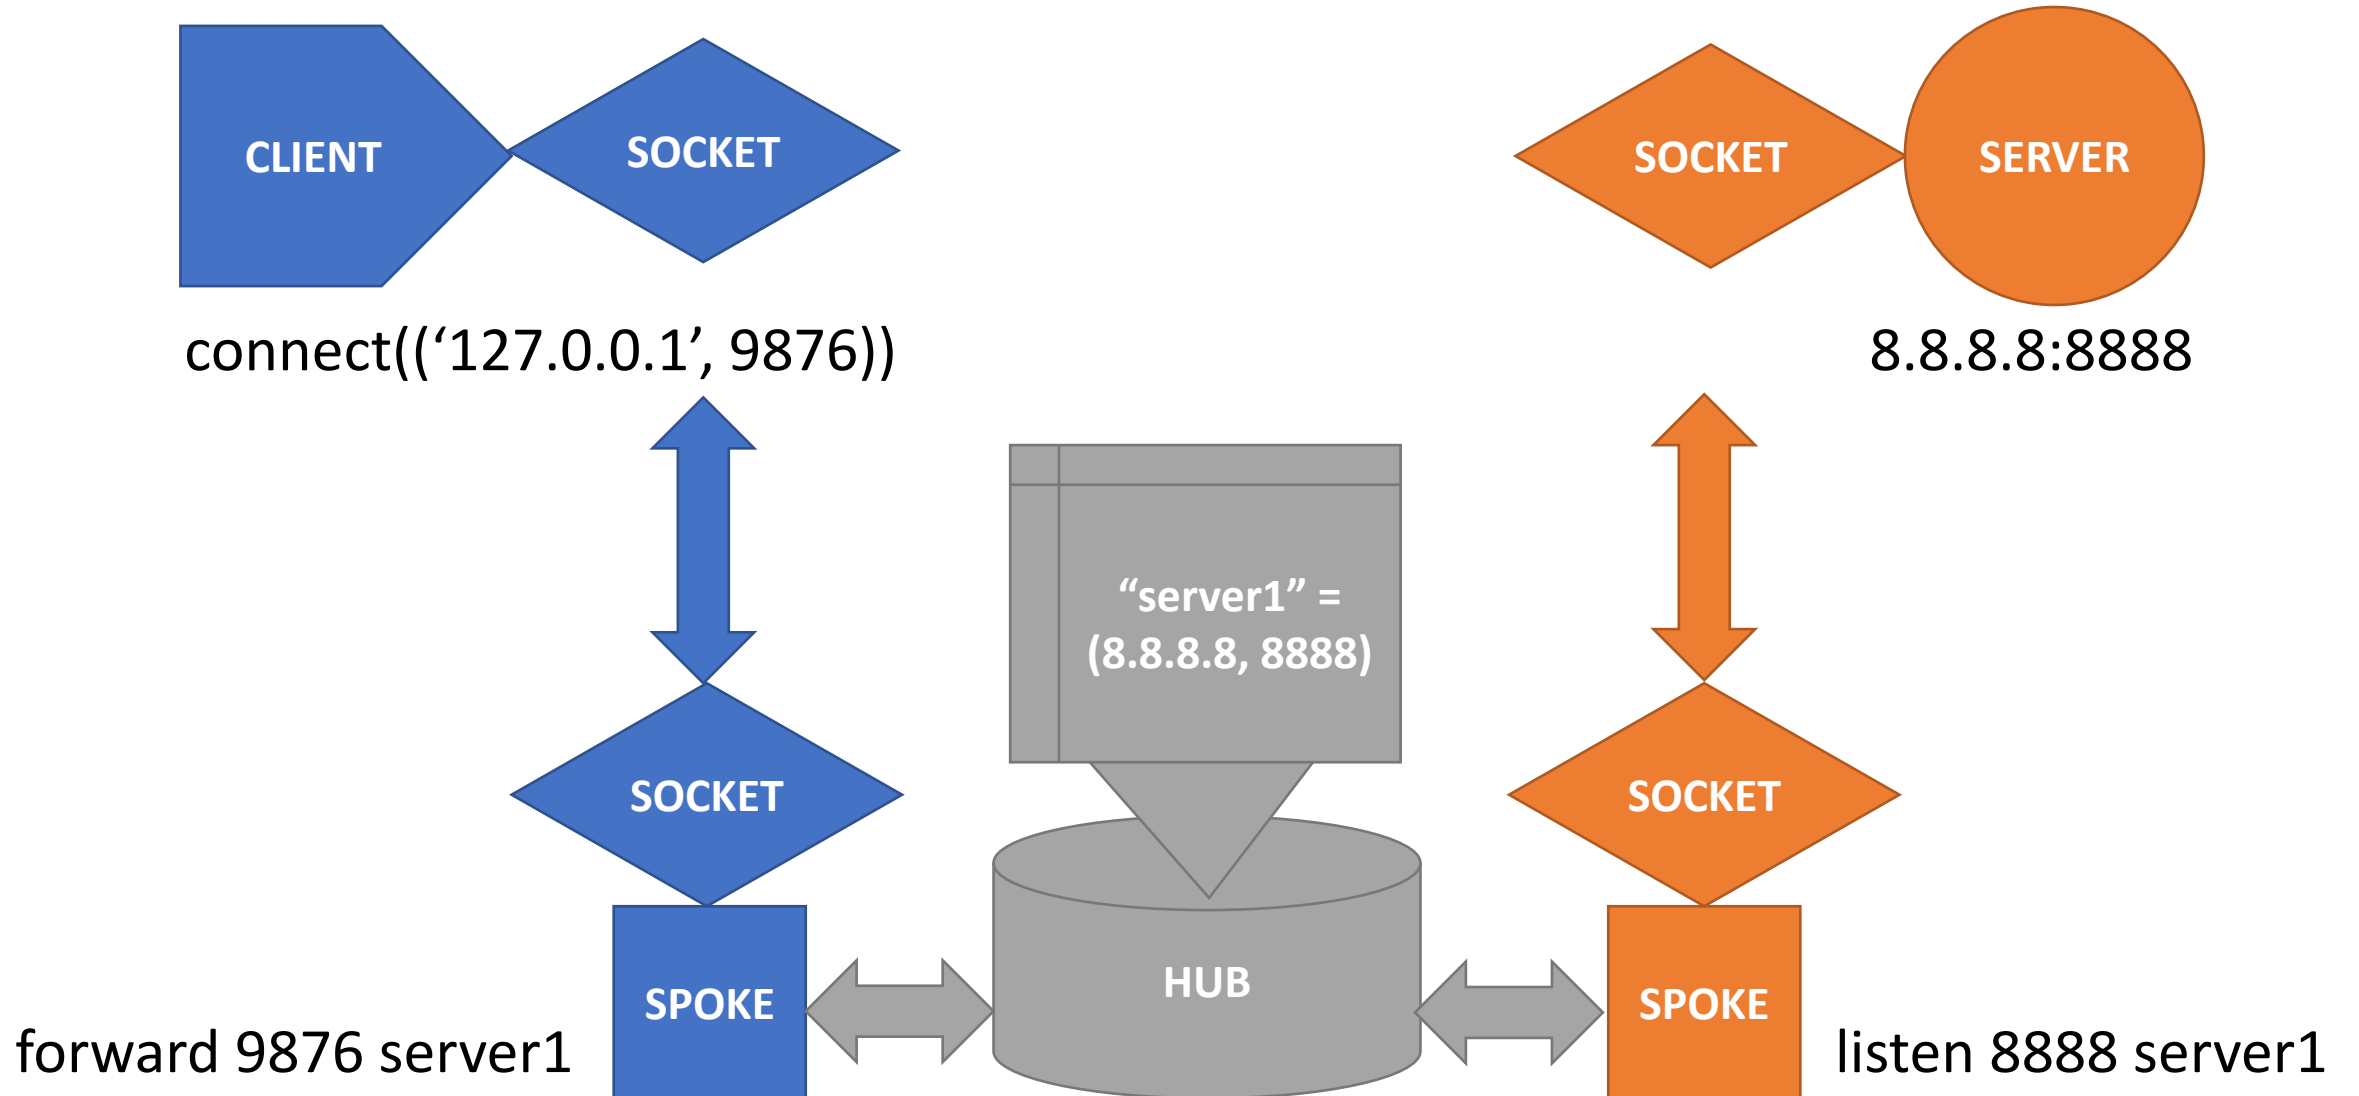 CLIENT
SOCKET
SOCKET
SERVER
connect((‘127.0.0.1’, 9876))
8.8.8.8:8888
“server1” =
(8.8.8.8, 8888)
SOCKET
SOCKET
SPOKE
HUB
SPOKE
forward 9876 server1
listen 8888 server1